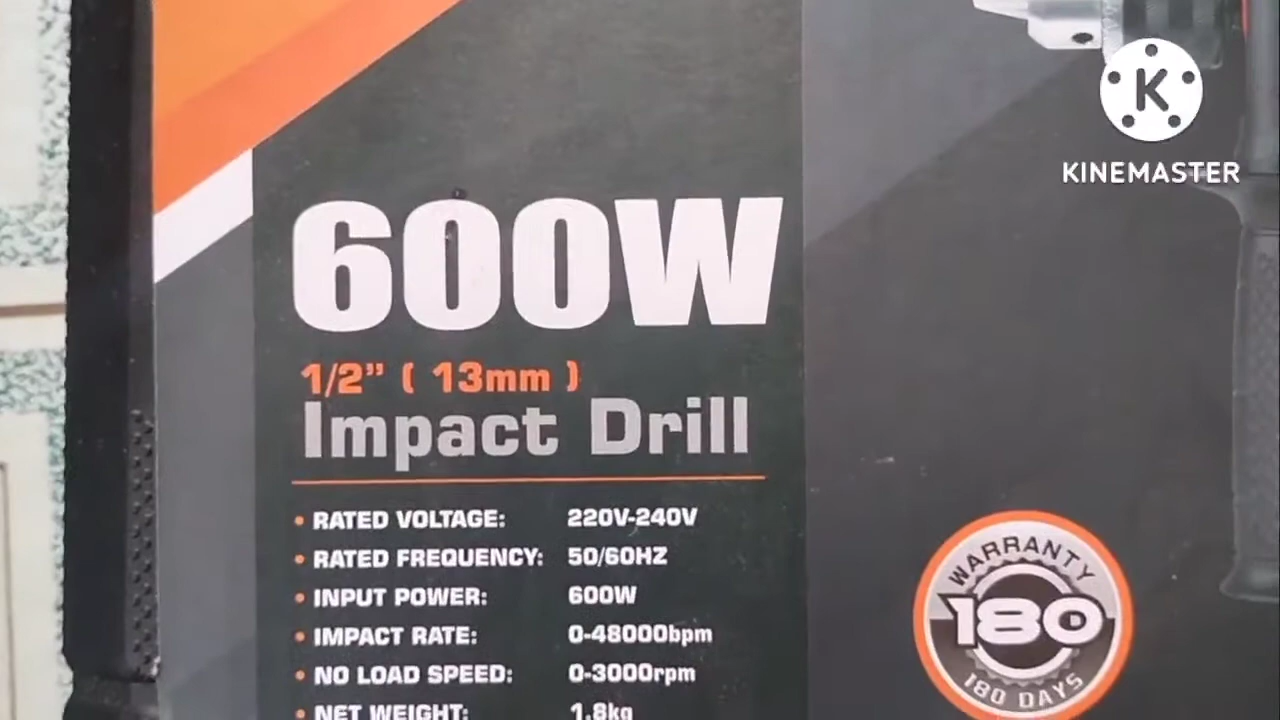 K
KINEMASTER
600W
1/2” ( 13mm )
Impact Drill
• RATED VOLTAGE: 220V-240V
• RATED FREQUENCY: 50/60HZ
• INPUT POWER: 600W
• IMPACT RATE: 0-48000bpm
• NO LOAD SPEED: 0-3000rpm
• NET WEIGHT: 1.8kg
WARRANTY
180
180 DAYS